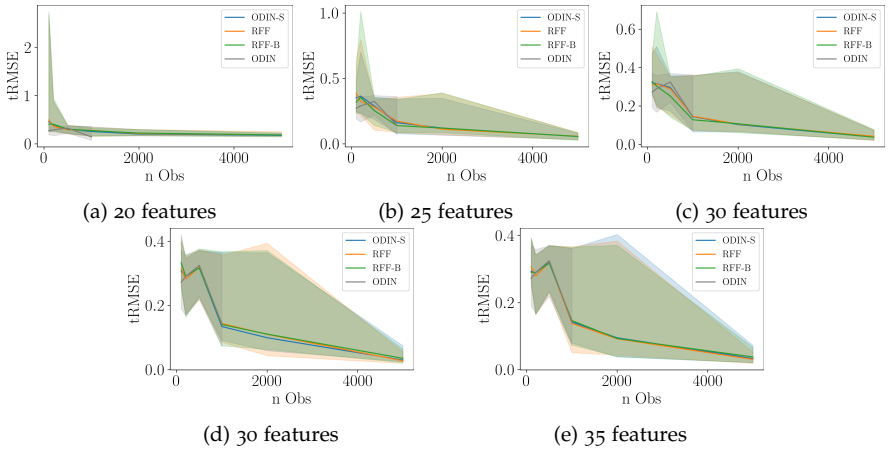 2
1
0
tRMSE
0
2000
4000
n Obs
ODIN-S
RFF
RFF-B
ODIN
(a) 20 features
1.0
0.5
0.0
tRMSE
0
2000
4000
n Obs
ODIN-S
RFF
RFF-B
ODIN
(b) 25 features
0.6
0.4
0.2
0.0
tRMSE
0
2000
4000
n Obs
ODIN-S
RFF
RFF-B
ODIN
(c) 30 features
0.4
0.2
0.0
tRMSE
0
2000
4000
n Obs
ODIN-S
RFF
RFF-B
ODIN
(d) 30 features
0.4
0.2
0.0
tRMSE
0
2000
4000
n Obs
ODIN-S
RFF
RFF-B
ODIN
(e) 35 features